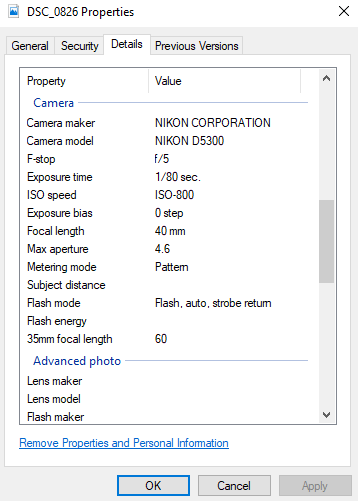 DSC_0826 Properties
General Security Details Previous Versions
Property Value
Camera
Camera maker NIKON CORPORATION
Camera model NIKON D5300
F-stop f/5
Exposure time 1/80 sec.
ISO speed ISO-800
Exposure bias 0 step
Focal length 40 mm
Max aperture 4.6
Metering mode Pattern
Subject distance
Flash mode Flash, auto, strobe return
Flash energy
35mm focal length 60
Advanced photo
Lens maker
Lens model
Flash maker
Remove Properties and Personal Information
OK Cancel Apply